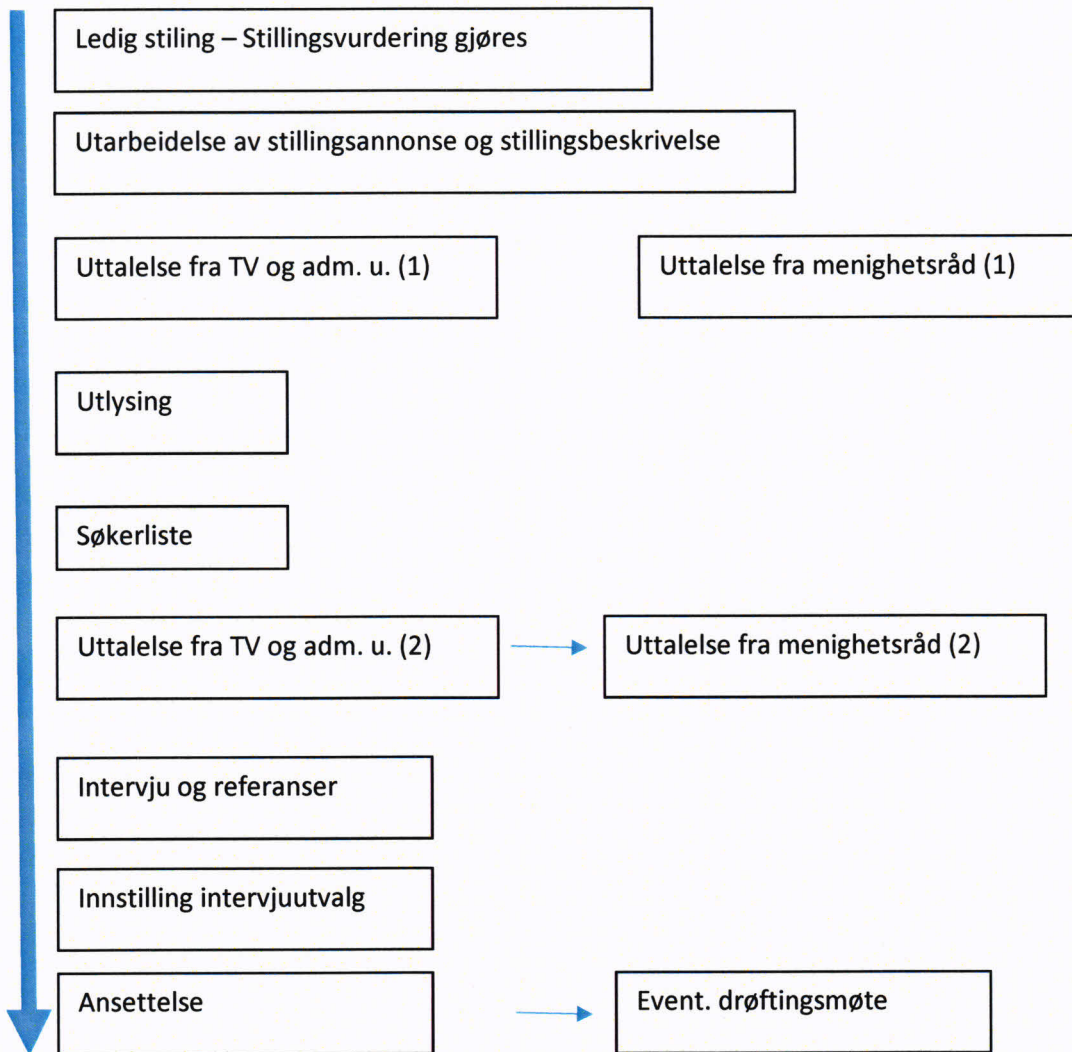 Ledig stiling – Stillingsvurdering gjøres
Utarbeidelse av stillingsannonse og stillingsbeskrivelse
Uttalelse fra TV og adm. u. (1)
Uttalelse fra menighetsråd (1)
Utlysing
Søkerliste
Uttalelse fra TV og adm. u. (2)
Uttalelse fra menighetsråd (2)
Intervju og referanser
Innstilling intervjuutvalg
Ansettelse
Event. drøftingsmøte